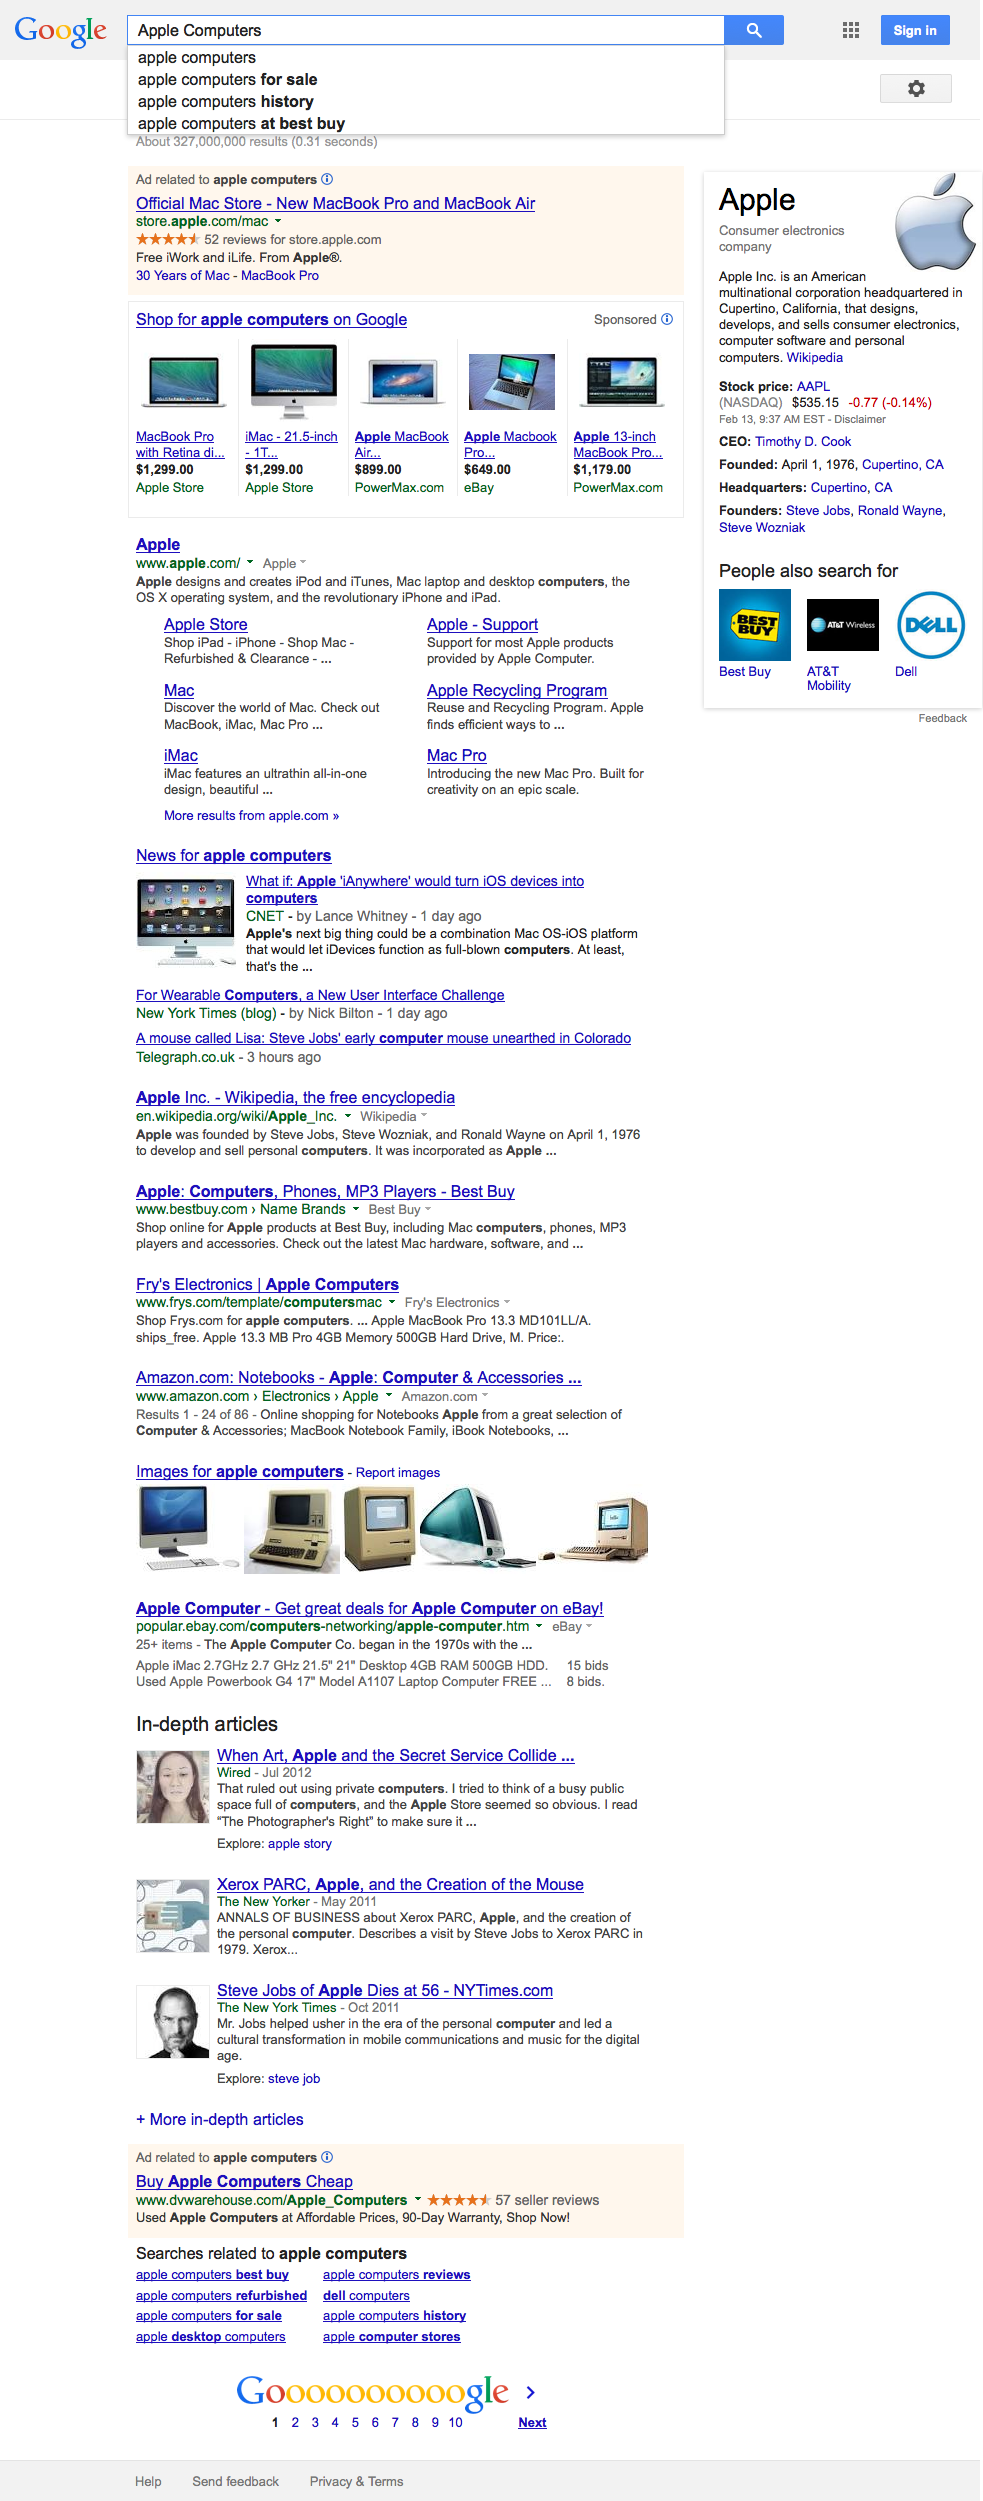 Google
Apple Computers
Sign in
apple computers
apple computers for sale
apple computers history
apple computers at best buy
About 327,000,000 results (0.31 seconds)
Ad related to apple computers
Official Mac Store - New MacBook Pro and MacBook Air
store.apple.com/mac
52 reviews for store.apple.com
Free iWork and iLife. From Apple®.
30 Years of Mac - MacBook Pro
Shop for apple computers on Google
Sponsored
MacBook Pro
with Retina di...
$1,299.00
Apple Store
iMac - 21.5-inch
- 1T...
$1,299.00
Apple Store
Apple MacBook
Air...
$899.00
PowerMax.com
Apple Macbook
Pro...
$649.00
eBay
Apple 13-inch
MacBook Pro...
$1,179.00
PowerMax.com
Apple
www.apple.com/ Apple
Apple designs and creates iPod and iTunes, Mac laptop and desktop computers, the
OS X operating system, and the revolutionary iPhone and iPad.
Apple Store
Shop iPad - iPhone - Shop Mac -
Refurbished & Clearance - ...
Apple - Support
Support for most Apple products
provided by Apple Computer.
Mac
Discover the world of Mac. Check out
MacBook, iMac, Mac Pro ...
Apple Recycling Program
Reuse and Recycling Program. Apple
finds efficient ways to ...
iMac
iMac features an ultrathin all-in-one
design, beautiful ...
Mac Pro
Introducing the new Mac Pro. Built for
creativity on an epic scale.
More results from apple.com »
News for apple computers
What if: Apple 'iAnywhere' would turn iOS devices into
computers
CNET - by Lance Whitney - 1 day ago
Apple's next big thing could be a combination Mac OS-iOS platform
that would let iDevices function as full-blown computers. At least,
that's the ...
For Wearable Computers, a New User Interface Challenge
New York Times (blog) - by Nick Bilton - 1 day ago
A mouse called Lisa: Steve Jobs' early computer mouse unearthed in Colorado
Telegraph.co.uk - 3 hours ago
Apple Inc. - Wikipedia, the free encyclopedia
en.wikipedia.org/wiki/Apple_Inc. Wikipedia
Apple was founded by Steve Jobs, Steve Wozniak, and Ronald Wayne on April 1, 1976
to develop and sell personal computers. It was incorporated as Apple ...
Apple: Computers, Phones, MP3 Players - Best Buy
www.bestbuy.com › Name Brands Best Buy
Shop online for Apple products at Best Buy, including Mac computers, phones, MP3
players and accessories. Check out the latest Mac hardware, software, and ...
Fry's Electronics | Apple Computers
www.frys.com/template/computersmac Fry's Electronics
Shop Frys.com for apple computers. ... Apple MacBook Pro 13.3 MD101LL/A.
ships_free. Apple 13.3 MB Pro 4GB Memory 500GB Hard Drive, M. Price:.
Amazon.com: Notebooks - Apple: Computer & Accessories ...
www.amazon.com › Electronics › Apple Amazon.com
Results 1 - 24 of 86 - Online shopping for Notebooks Apple from a great selection of
Computer & Accessories; MacBook Notebook Family, iBook Notebooks, ...
Images for apple computers - Report images
Apple Computer - Get great deals for Apple Computer on eBay!
popular.ebay.com/computers-networking/apple-computer.htm eBay
25+ items - The Apple Computer Co. began in the 1970s with the ...
Apple iMac 2.7GHz 2.7 GHz 21.5" 21" Desktop 4GB RAM 500GB HDD. 15 bids
Used Apple Powerbook G4 17" Model A1107 Laptop Computer FREE ... 8 bids.
In-depth articles
When Art, Apple and the Secret Service Collide ...
Wired - Jul 2012
That ruled out using private computers. I tried to think of a busy public
space full of computers, and the Apple Store seemed so obvious. I read
“The Photographer's Right” to make sure it ...
Explore: apple story
Xerox PARC, Apple, and the Creation of the Mouse
The New Yorker - May 2011
ANNALS OF BUSINESS about Xerox PARC, Apple, and the creation of
the personal computer. Describes a visit by Steve Jobs to Xerox PARC in
1979. Xerox...
Steve Jobs of Apple Dies at 56 - NYTimes.com
The New York Times - Oct 2011
Mr. Jobs helped usher in the era of the personal computer and led a
cultural transformation in mobile communications and music for the digital
age.
Explore: steve job
+ More in-depth articles
Ad related to apple computers
Buy Apple Computers Cheap
www.dvwarehouse.com/Apple_Computers 57 seller reviews
Used Apple Computers at Affordable Prices, 90-Day Warranty, Shop Now!
Searches related to apple computers
apple computers best buy
apple computers reviews
apple computers refurbished
dell computers
apple computers for sale
apple computers history
apple desktop computers
apple computer stores
Goooooooooogle
1 2 3 4 5 6 7 8 9 10 Next
Help Send feedback Privacy & Terms
Apple
Consumer electronics
company
Apple Inc. is an American
multinational corporation headquartered in
Cupertino, California, that designs,
develops, and sells consumer electronics,
computer software and personal
computers. Wikipedia
Stock price: AAPL
(NASDAQ) $535.15 -0.77 (-0.14%)
Feb 13, 9:37 AM EST - Disclaimer
CEO: Timothy D. Cook
Founded: April 1, 1976, Cupertino, CA
Headquarters: Cupertino, CA
Founders: Steve Jobs, Ronald Wayne,
Steve Wozniak
People also search for
BEST
BUY
AT&T Wireless
DELL
Best Buy
AT&T
Mobility
Dell
Feedback